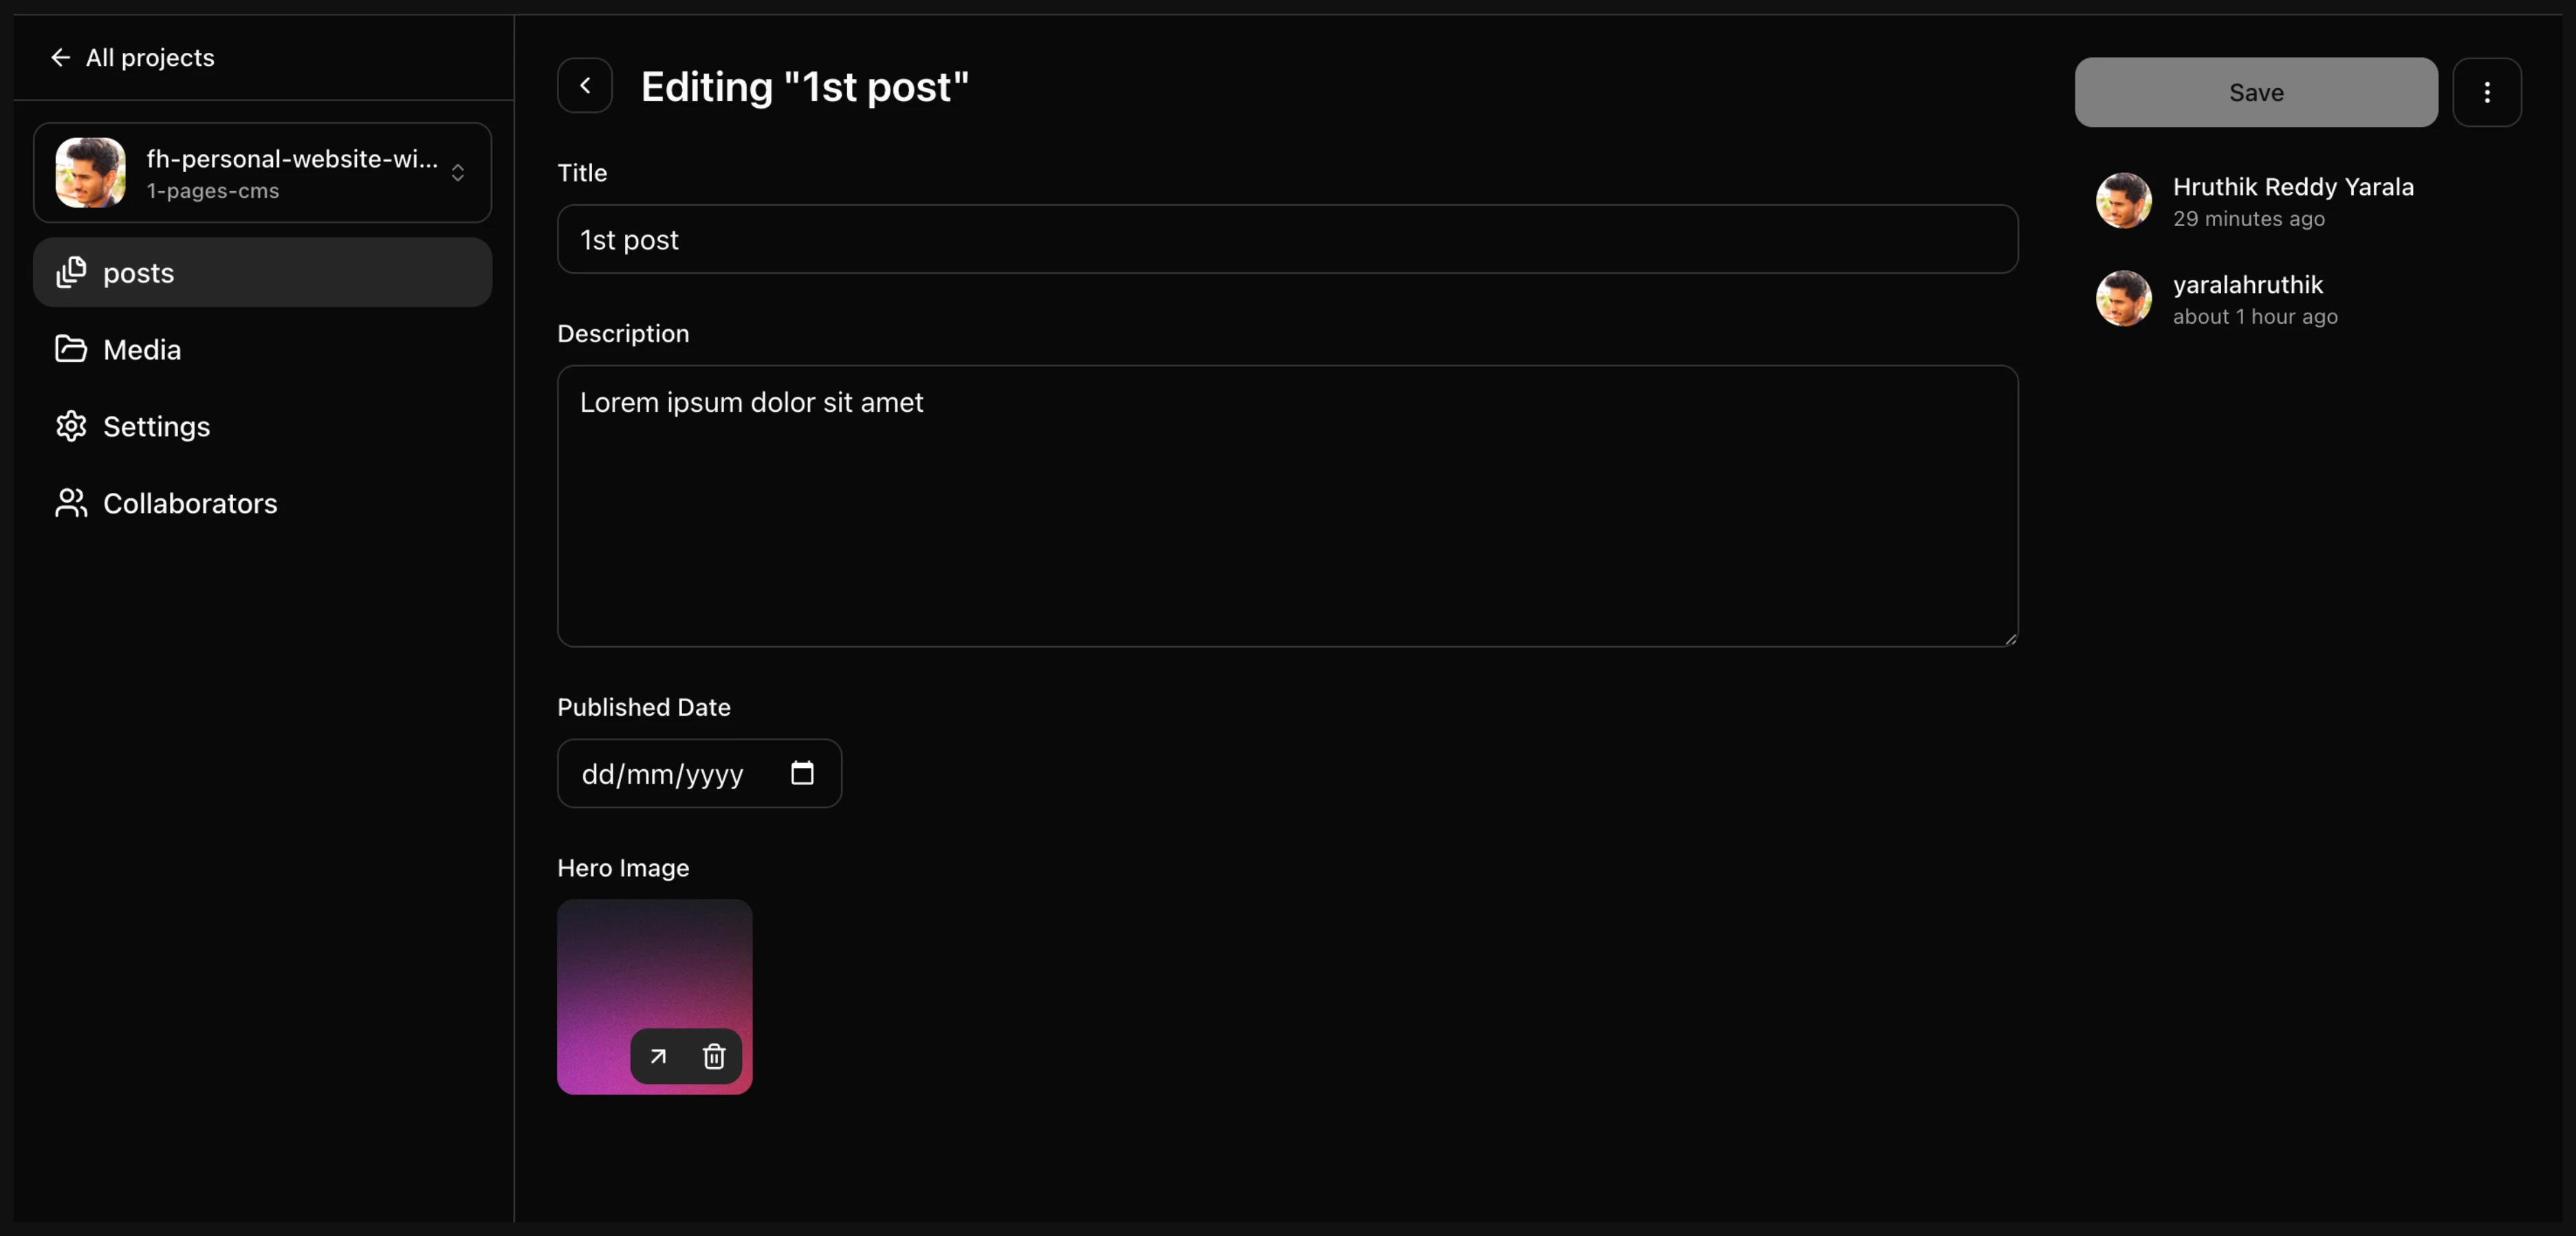 All projects
fh-personal-website-wi...
1-pages-cms
posts
Media
Settings
Collaborators
Editing "1st post"
Title
1st post
Description
Lorem ipsum dolor sit amet
Published Date
dd/mm/yyyy
Hero Image
Save
Hruthik Reddy Yarala
29 minutes ago
yaralahruthik
about 1 hour ago